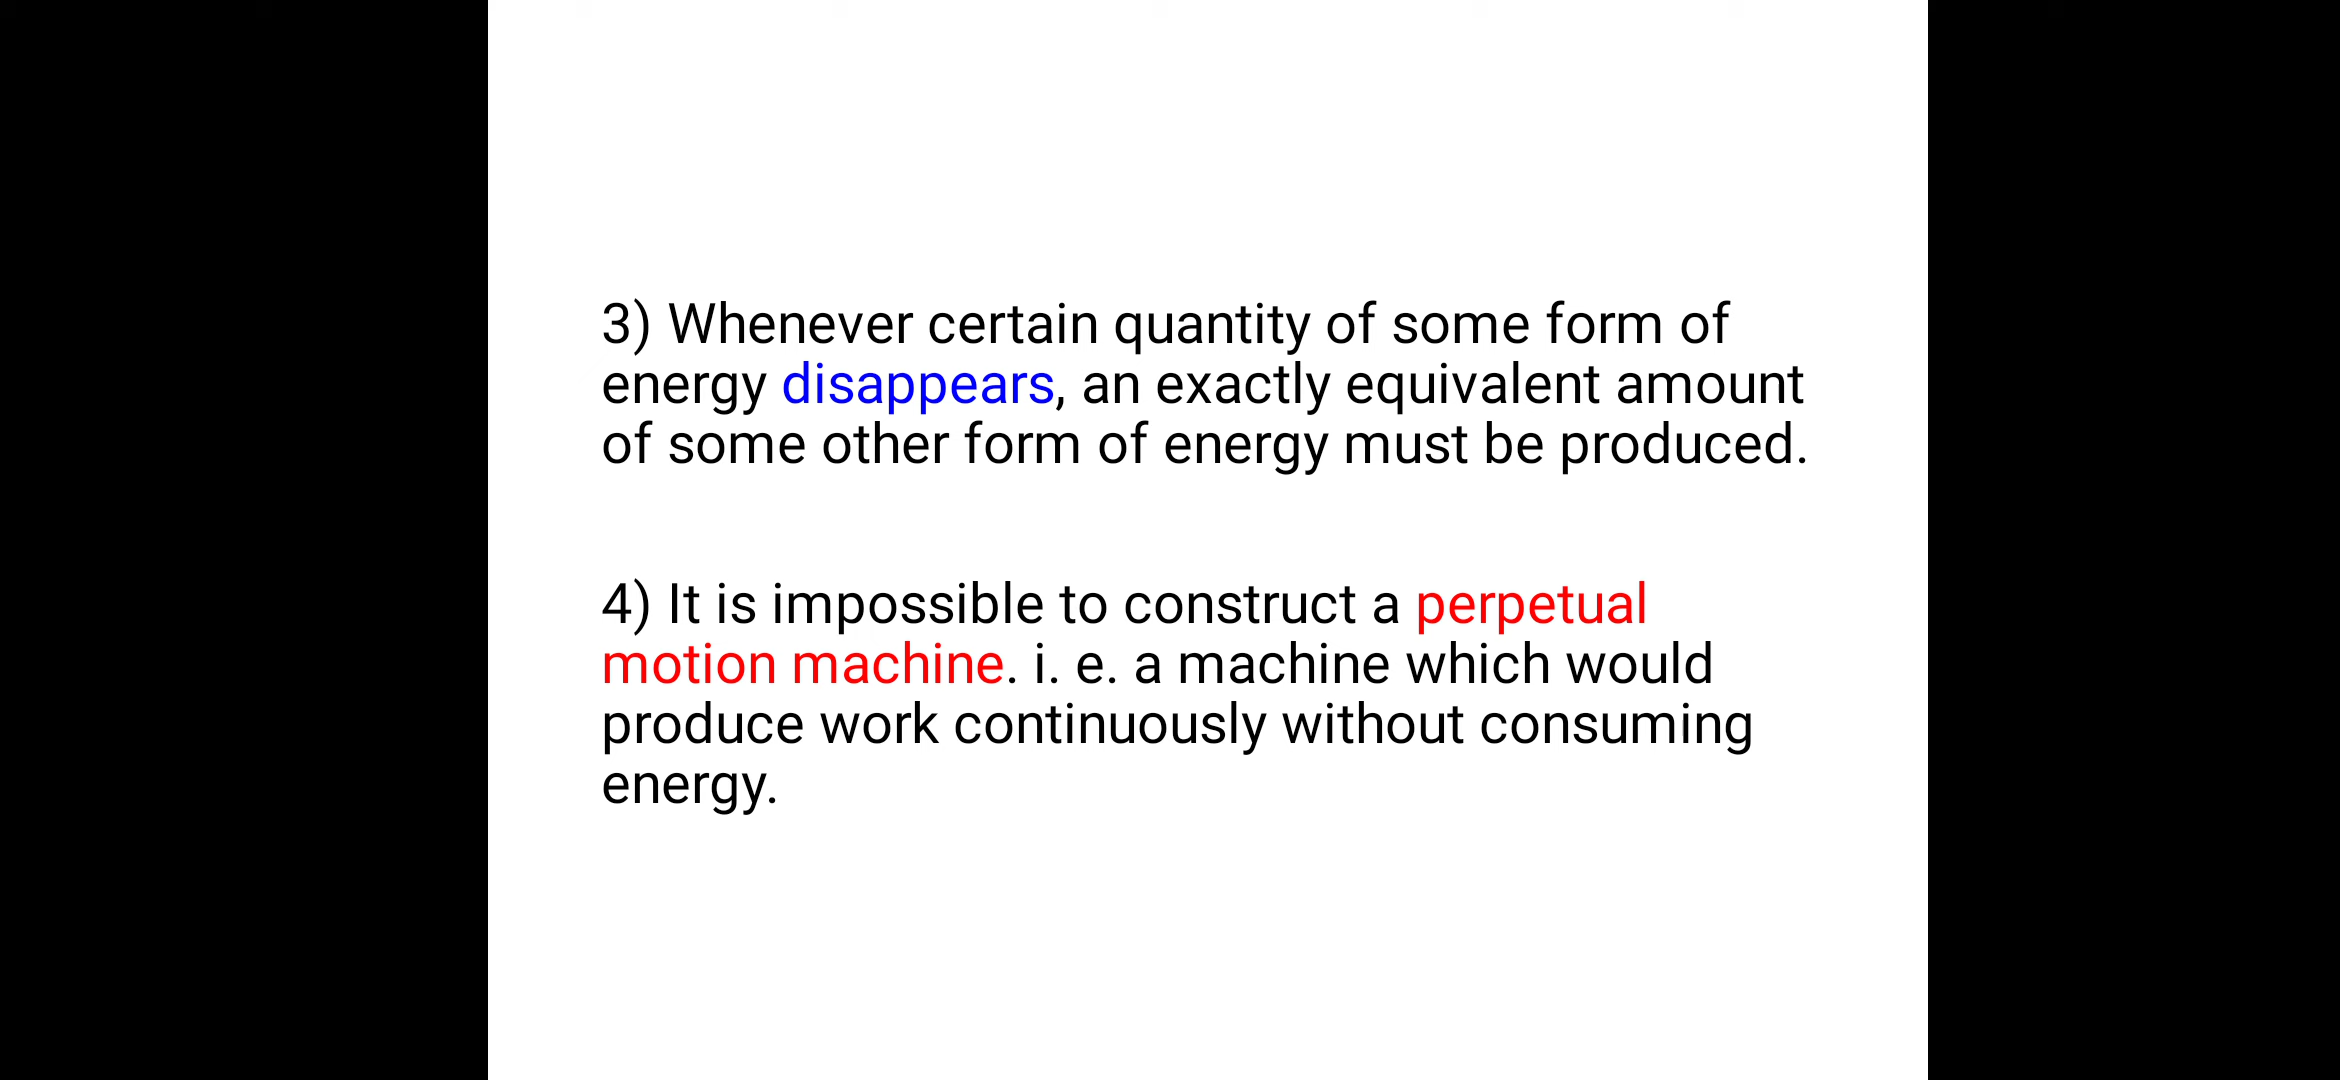 3) Whenever certain quantity of some form of
energy disappears, an exactly equivalent amount
of some other form of energy must be produced.
4) It is impossible to construct a perpetual
motion machine. i. e. a machine which would
produce work continuously without consuming
energy.